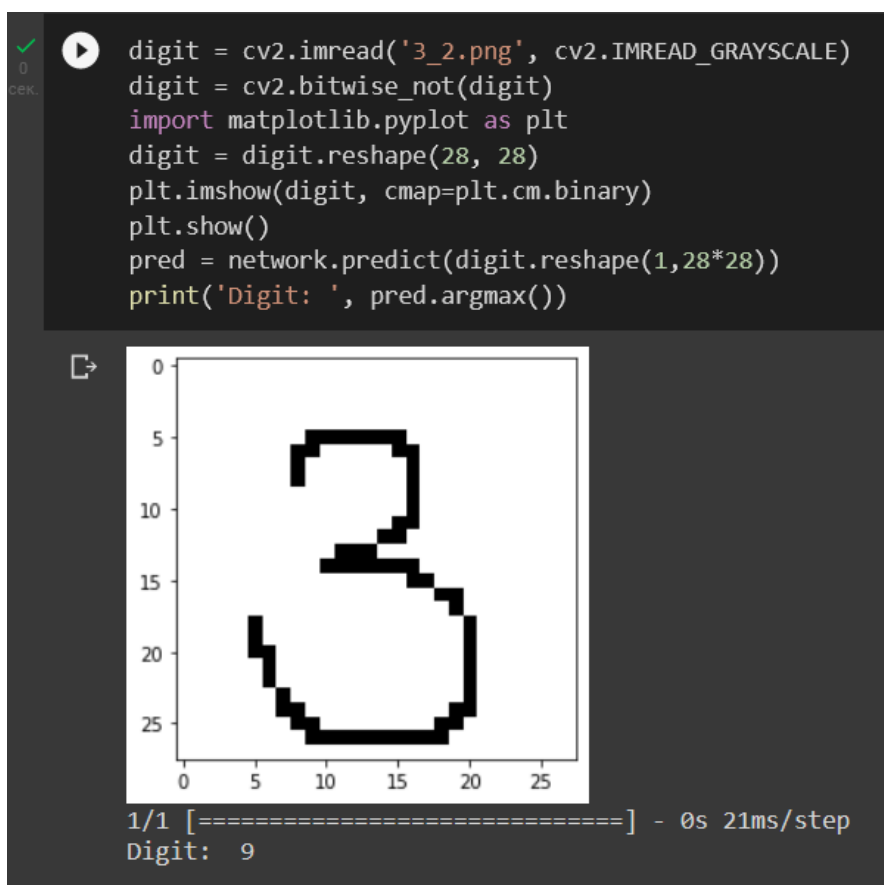 digit = cv2.imread('3_2.png', cv2.IMREAD_GRAYSCALE)
0
digit = cv2.bitwise_not(digit)
сек.
import matplotlib.pyplot as plt
digit = digit.reshape(28, 28)
plt.imshow(digit, cmap=plt.cm.binary)
plt.show()
pred = network.predict(digit.reshape(1,28*28))
print('Digit: ', pred.argmax())
0
5
10
15
20
25
0 5 10 15 20 25
3
1/1 [==============================] - 0s 21ms/step
Digit:  9